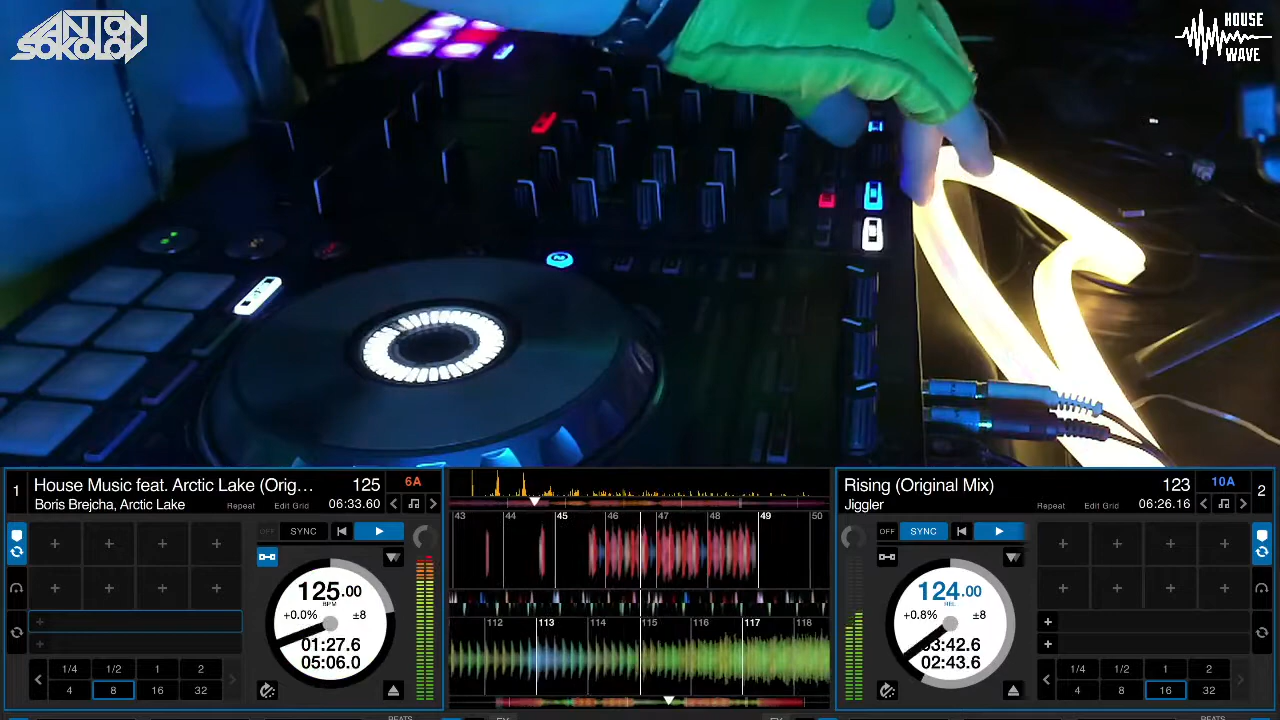 ANTON
SOKOLOV
HOUSE
WAVE
1
House Music feat. Arctic Lake (Orig...
125
6A
Boris Brejcha, Arctic Lake
Repeat
Edit Grid
06:33.60
OFF
SYNC
125.00
BPM
+0.0%
±8
01:27.6
05:06.0
1/4
1/2
1
2
8
16
32
BEATS
43
44
45
46
47
48
49
50
112
113
114
115
116
117
118
FX
FX
Rising (Original Mix)
123
10A
2
Jiggler
Repeat
Edit Grid
06:26.16
OFF
SYNC
124.00
REL
+0.8%
±8
03:42.6
02:43.6
1/4
1/2
1
2
4
16
32
BEATS